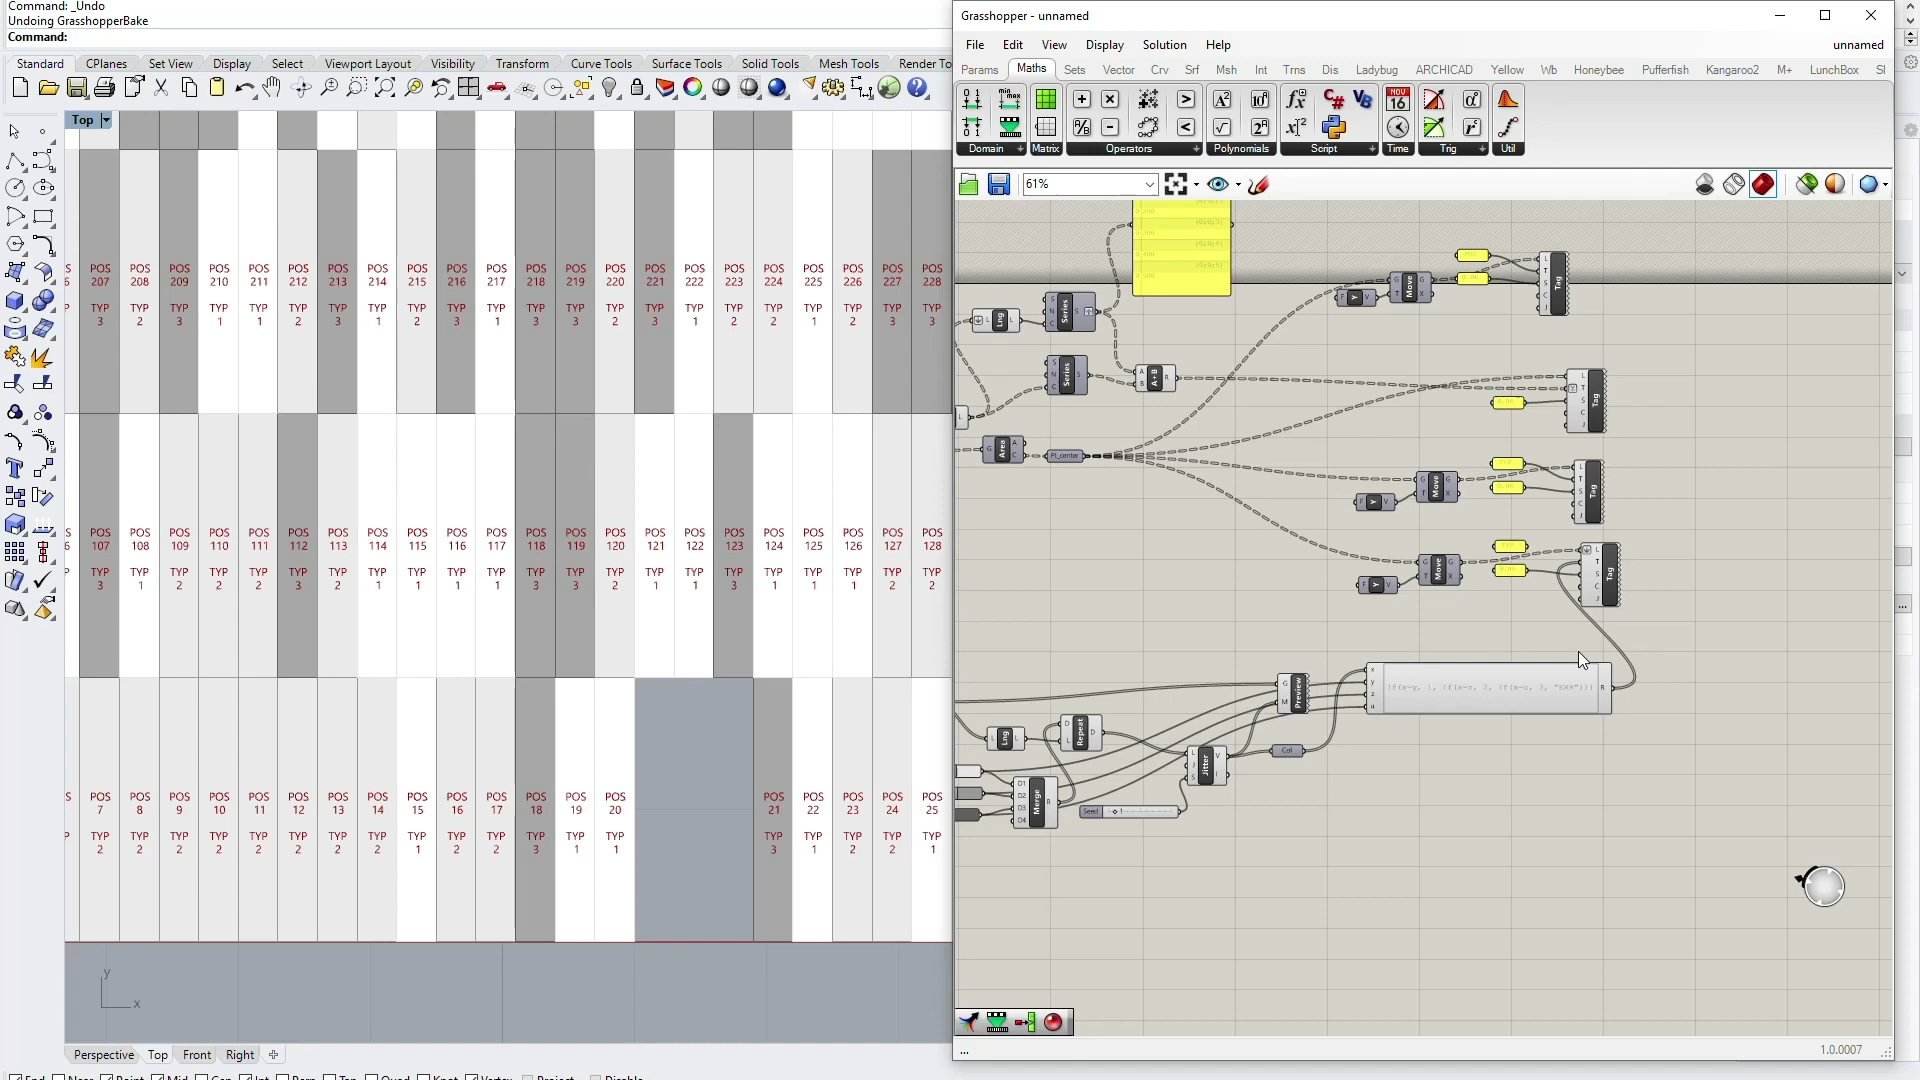 Command: _Undo
Undoing GrasshopperBake
Command:
Standard CPlanes Set View Display Select Viewport Layout Visibility Transform Curve Tools Surface Tools Solid Tools Mesh Tools Render To
Top
POS POS POS POS POS POS POS POS POS POS POS POS POS POS POS POS POS POS POS POS POS POS
207 208 209 210 211 212 213 214 215 216 217 218 219 220 221 222 223 224 225 226 227 228
TYP TYP TYP TYP TYP TYP TYP TYP TYP TYP TYP TYP TYP TYP TYP TYP TYP TYP TYP TYP TYP TYP
3 2 3 1 1 2 3 1 2 3 1 3 3 2 3 1 2 2 1 2 3 3
POS POS POS POS POS POS POS POS POS POS POS POS POS POS POS POS POS POS POS POS POS POS
107 108 109 110 111 112 113 114 115 116 117 118 119 120 121 122 123 124 125 126 127 128
TYP TYP TYP TYP TYP TYP TYP TYP TYP TYP TYP TYP TYP TYP TYP TYP TYP TYP TYP TYP TYP TYP
3 1 2 2 2 3 2 1 1 1 1 3 3 2 1 1 3 1 1 1 2 2
POS POS POS POS POS POS POS POS POS POS POS POS POS POS POS POS POS POS POS
7 8 9 10 11 12 13 14 15 16 17 18 19 20 21 22 23 24 25
TYP TYP TYP TYP TYP TYP TYP TYP TYP TYP TYP TYP TYP TYP TYP TYP TYP TYP TYP
2 2 2 2 2 2 2 2 1 2 2 3 1 1 3 1 2 2 1
y
x
Perspective Top Front Right
Grasshopper - unnamed
File Edit View Display Solution Help
unnamed
Params Maths Sets Vector Crv Srf Msh Int Trns Dis Ladybug ARCHICAD Yellow Wb Honeybee Pufferfish Kangaroo2 M+ LunchBox SI
Domain Matrix Operators Polynomials Script Time Trig Util
61%
Y Move Tag
L Lng L
Series
Series
A+B
Tag
Area
Pt_center
Y Move Tag
Y Move Tag
Preview
Lng Repeat
Jitter
Col
D1
D2
D3
D4
Merge
Seed 1
...
1.0.0007